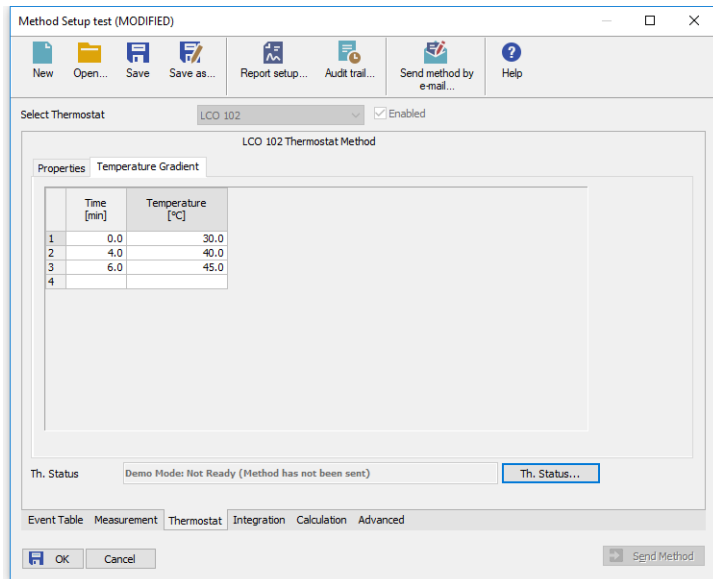 Method Setup test (MODIFIED)
New Open... Save Save as... Report setup... Audit trail... Send method by e-mail... Help
Select Thermostat LCO 102 Enabled
LCO 102 Thermostat Method
Properties Temperature Gradient
Time [min] Temperature [°C]
1 0.0 30.0
2 4.0 40.0
3 6.0 45.0
4
Th. Status Demo Mode: Not Ready (Method has not been sent) Th. Status...
Event Table Measurement Thermostat Integration Calculation Advanced
OK Cancel Send Method